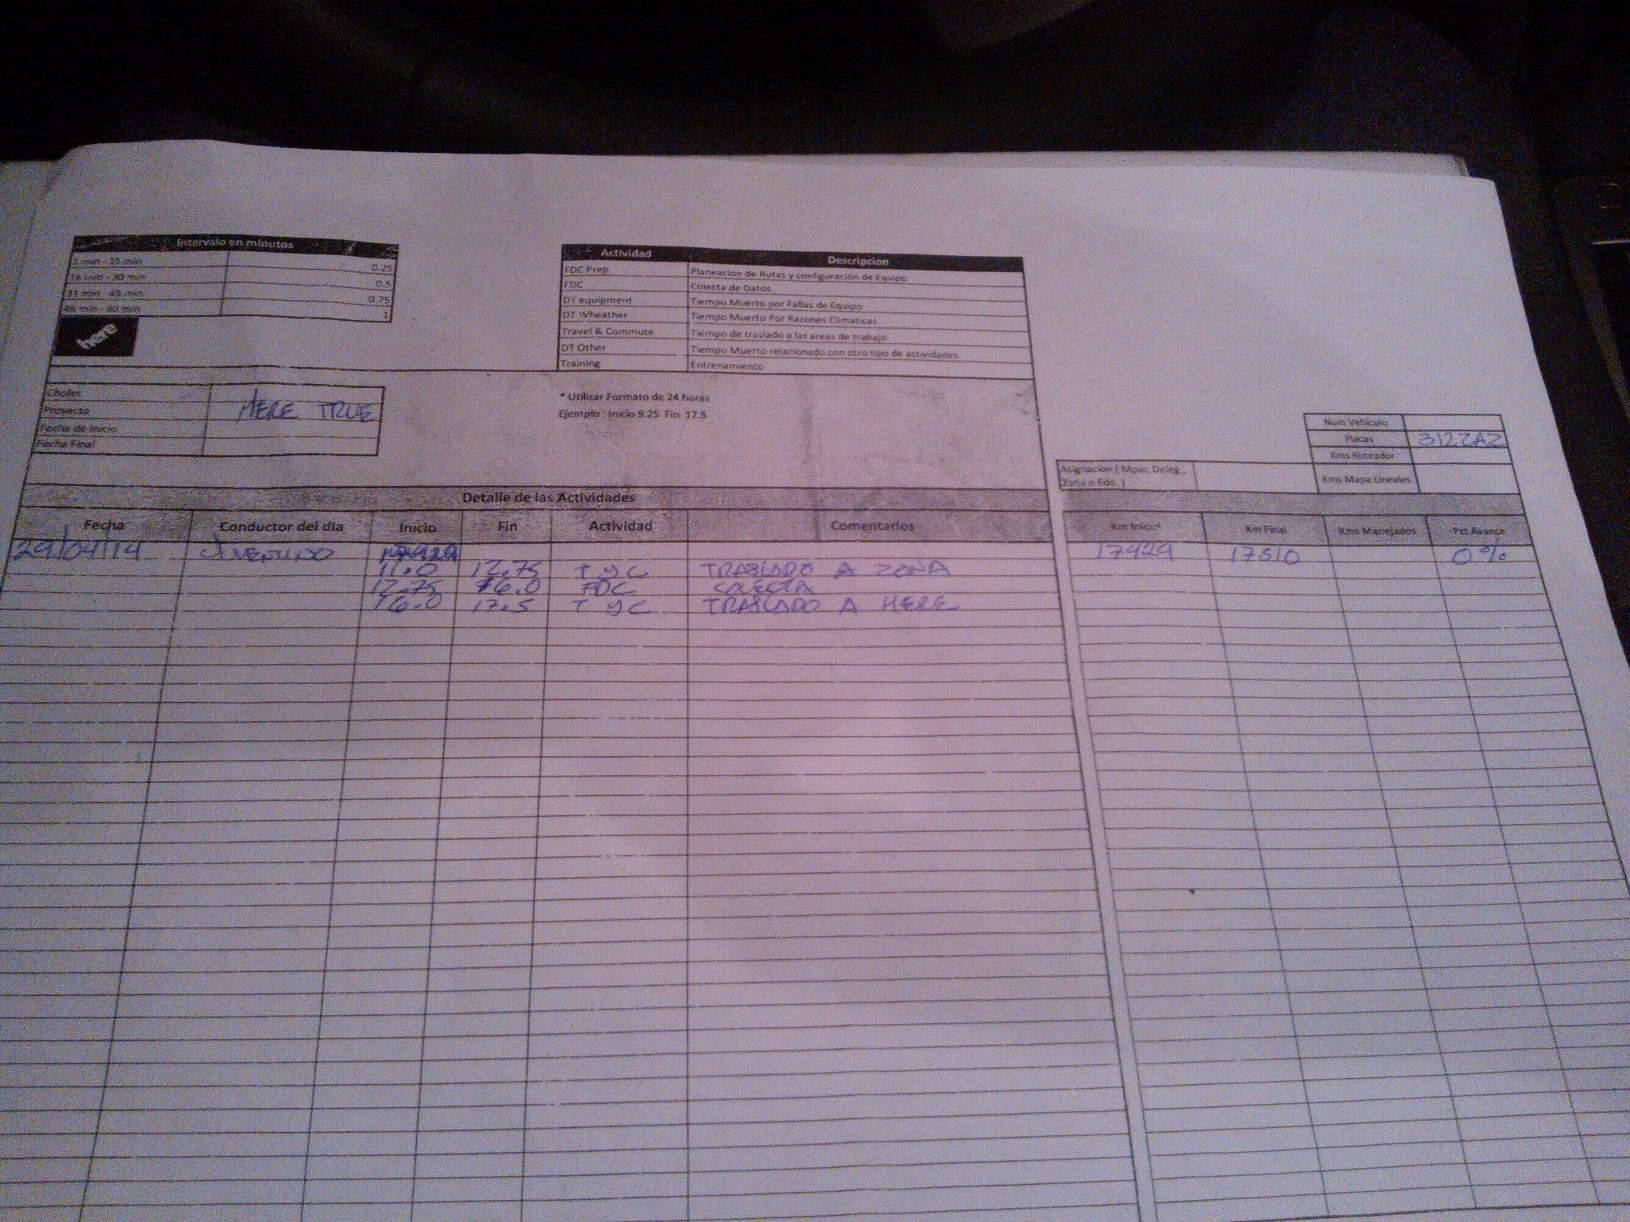 Intervalo en minutos
1 min - 15 min 0.25
16 min - 30 min 0.5
31 min - 45 min 0.75
46 min - 60 min 1
here
Actividad Descripcion
FDC Prep Planeacion de Rutas y configuración de Equipo
FDC Colecta de Datos
DT equipment Tiempo Muerto por Fallas de Equipo
DT Wheather Tiempo Muerto Por Razones Climaticas
Travel & Commute Tiempo de traslado a las areas de trabajo
DT Other Tiempo Muerto relacionado con otro tipo de actividades
Training Entrenamiento
Chofer
Proyecto HERE TRUE
Fecha de Inicio
Fecha Final
* Utilizar Formato de 24 horas
Ejemplo : Inicio 9.25 Fin 17.5
Num Vehiculo
Placas 312ZAZ
Kms Ruteador
Asignacion ( Mpio, Deleg., Kms Mapa Lineales
Zona o Edo. )
Detalle de las Actividades
Fecha Conductor del dia Inicio Fin Actividad Comentarios Km Inicial Km Final Kms Manejados Pct Avance
29/04/14 JUVENTINO 17429 17510 0%
11.0 12.75 T y C TRASLADO A ZONA
12.75 16.0 FDC COLECTA
16.0 17.5 T y C TRASLADO A HERE